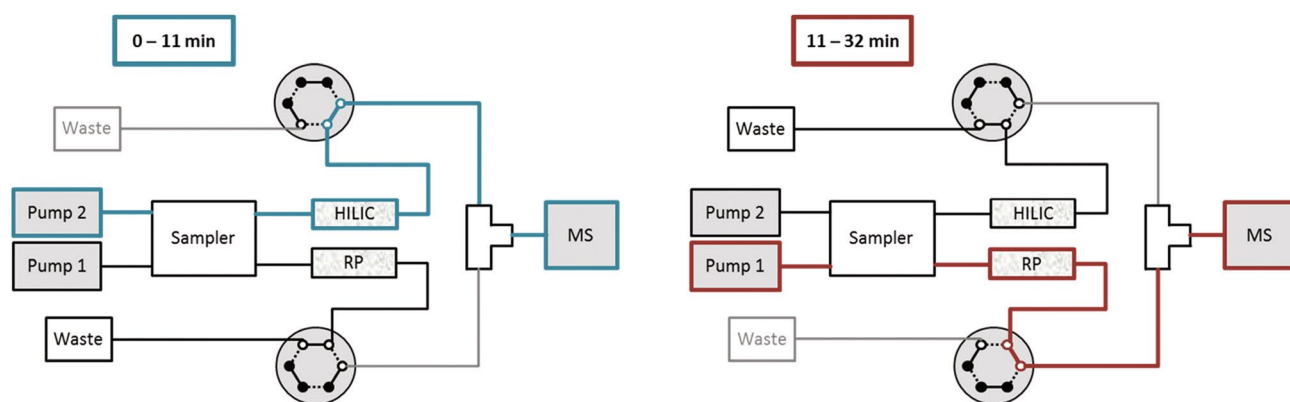 0 – 11 min
Waste
Pump 2
HILIC
Sampler
MS
Pump 1
RP
Waste
11 – 32 min
Waste
Pump 2
HILIC
Sampler
MS
Pump 1
RP
Waste